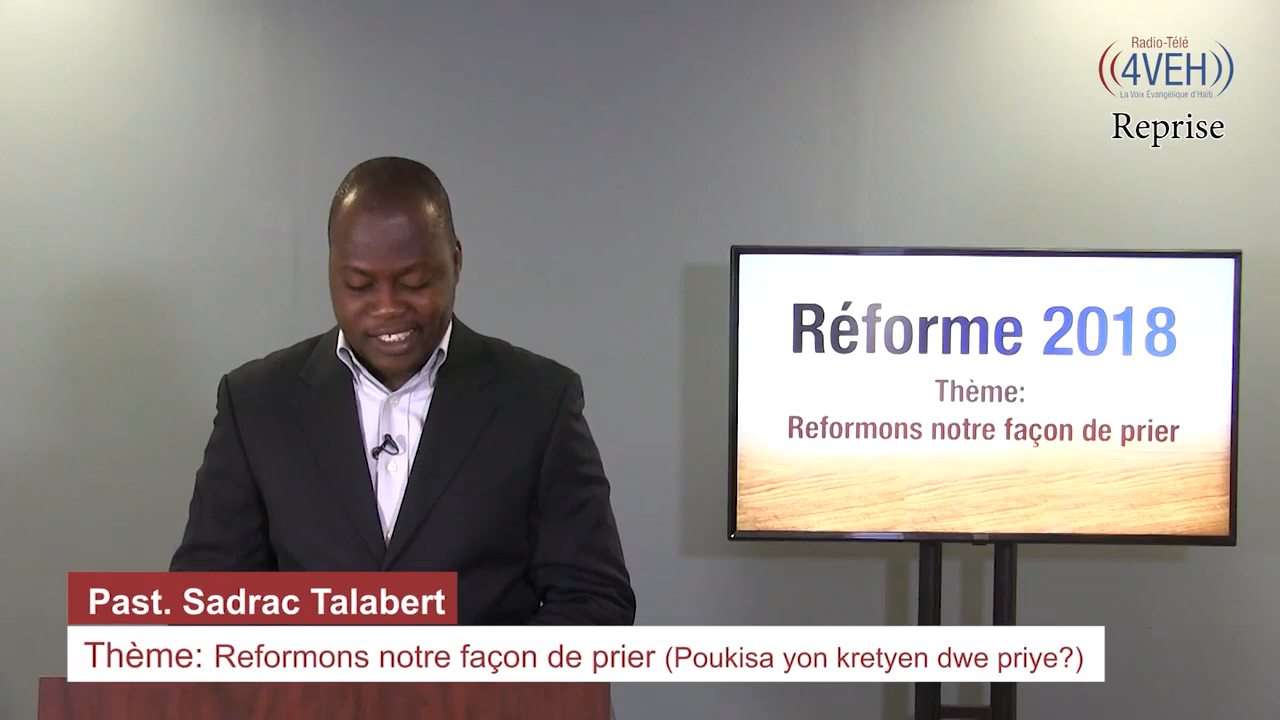 Radio-Télé
4VEH
La Voix Évangélique d'Haïti
Reprise
Réforme 2018
Thème:
Reformons notre façon de prier
Past. Sadrac Talabert
Thème: Reformons notre façon de prier (Poukisa yon kretyen dwe priye?)